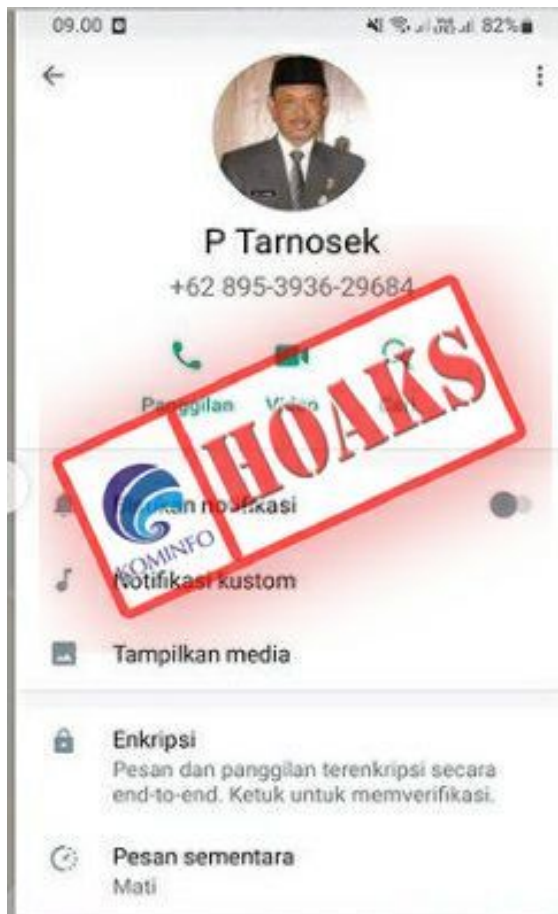 09.00
82%
P Tarnosek
+62 895-3936-29684
Panggilan
HOAKS
KOMINFO
notifikasi
Notifikasi kustom
Tampilkan media
Enkripsi
Pesan dan panggilan terenkripsi secara
end-to-end. Ketuk untuk memverifikasi.
Pesan sementara
Mati